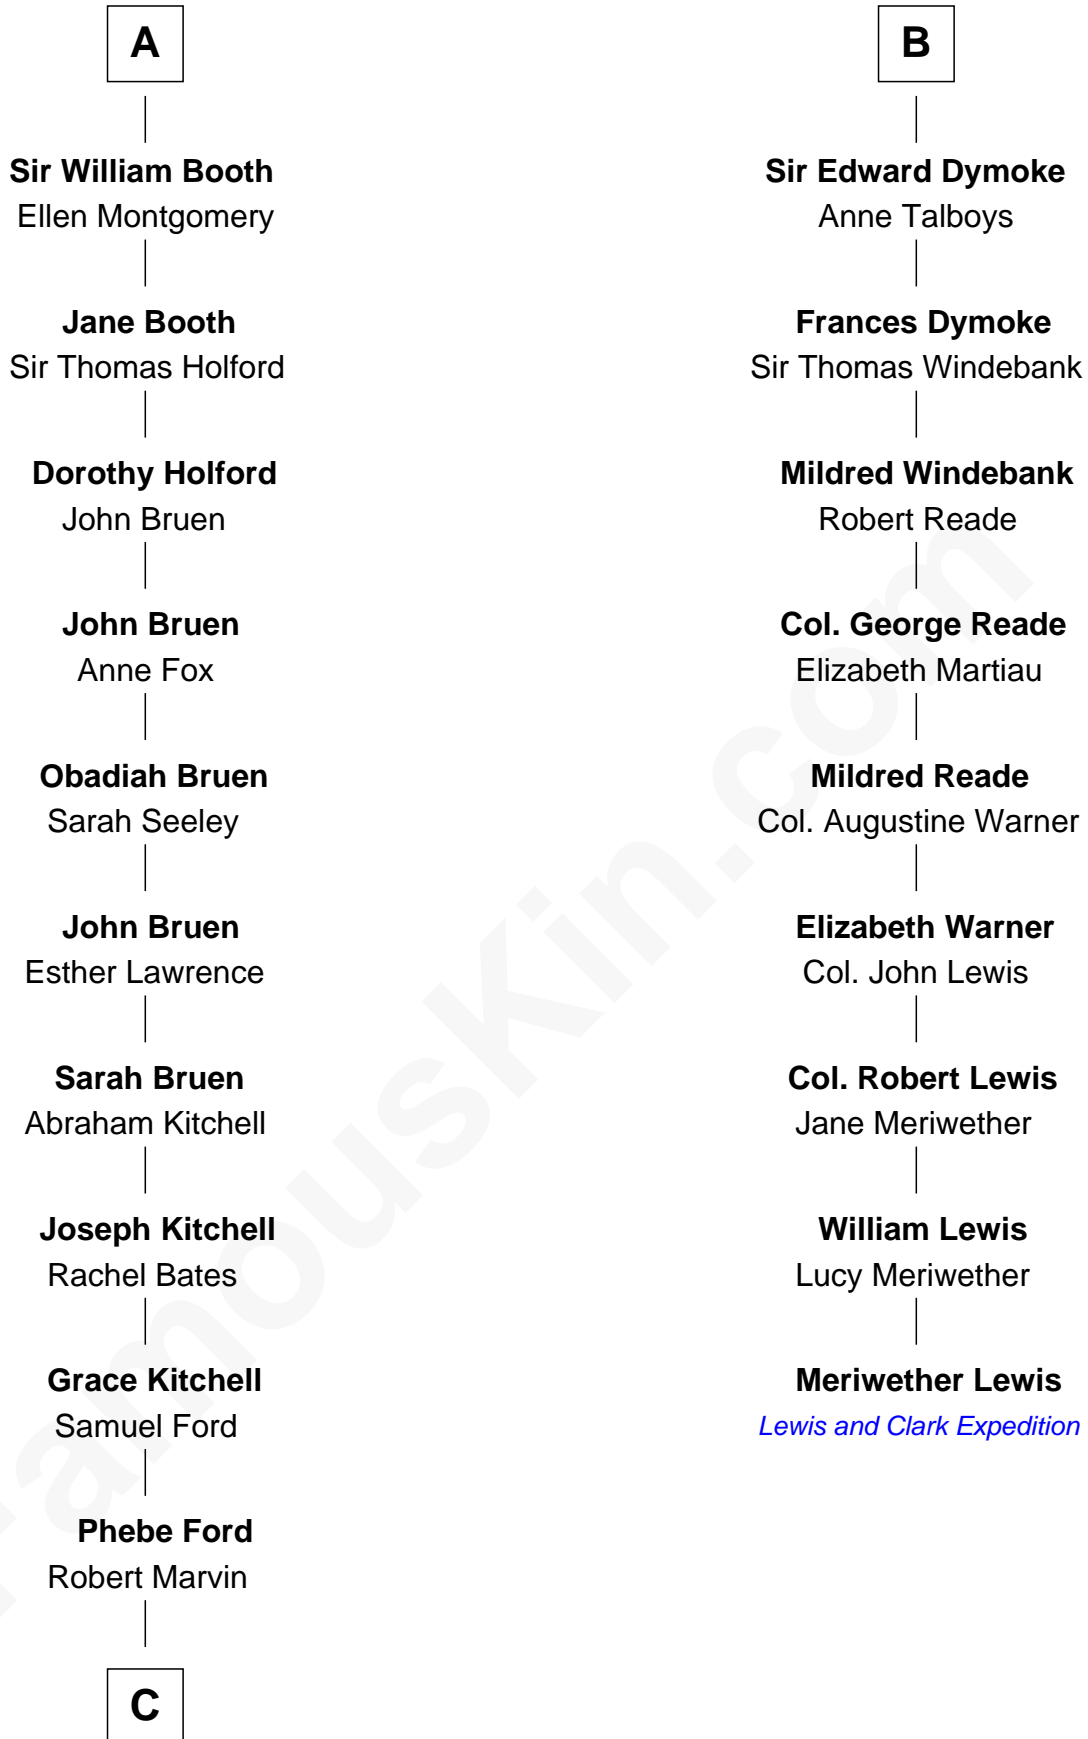 A
Sir William Booth
Ellen Montgomery
Jane Booth
Sir Thomas Holford
Dorothy Holford
John Bruen
John Bruen
Anne Fox
Obadiah Bruen
Sarah Seeley
John Bruen
Esther Lawrence
Sarah Bruen
Abraham Kitchell
Joseph Kitchell
Rachel Bates
Grace Kitchell
Samuel Ford
Phebe Ford
Robert Marvin
C
B
Sir Edward Dymoke
Anne Talboys
Frances Dymoke
Sir Thomas Windebank
Mildred Windebank
Robert Reade
Col. George Reade
Elizabeth Martiau
Mildred Reade
Col. Augustine Warner
Elizabeth Warner
Col. John Lewis
Col. Robert Lewis
Jane Meriwether
William Lewis
Lucy Meriwether
Meriwether Lewis
Lewis and Clark Expedition
FamousKin.com